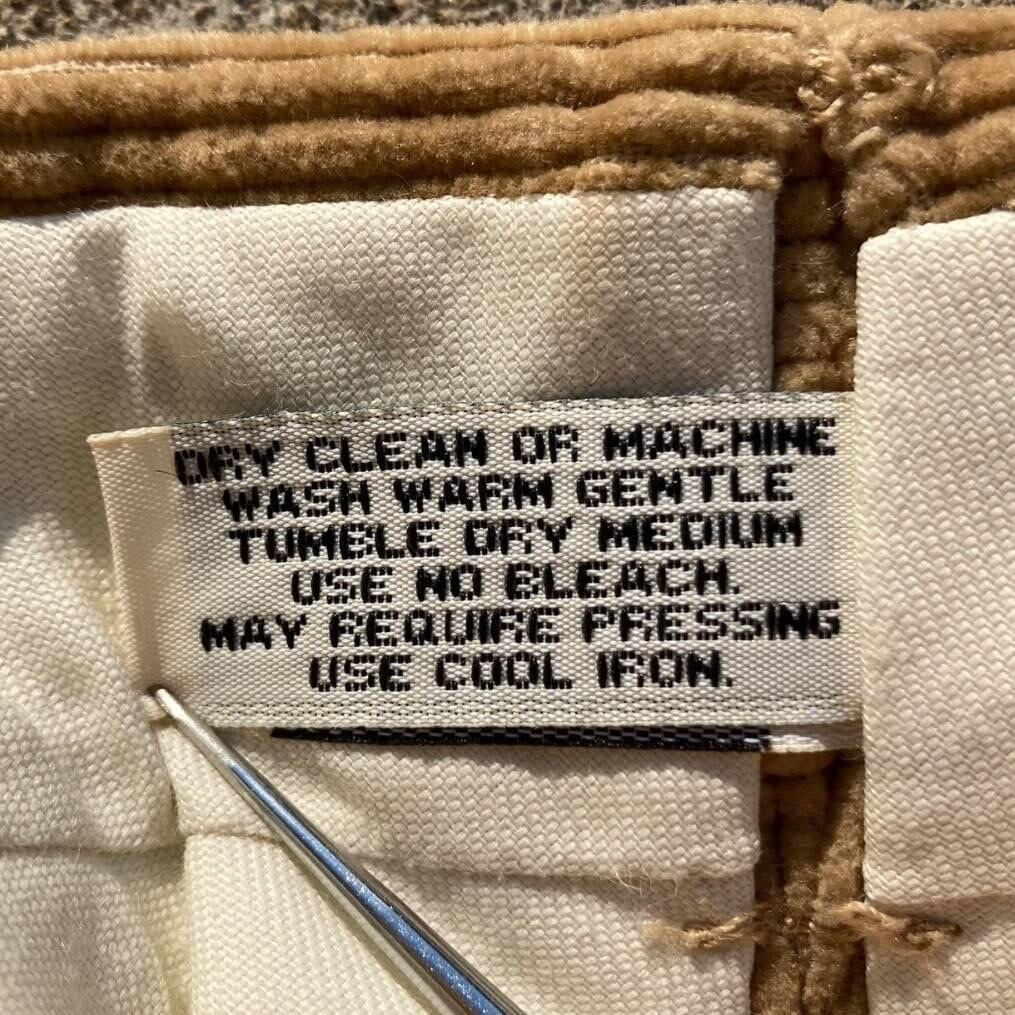 DRY CLEAN OR MACHINE
WASH WARM GENTLE
TUMBLE DRY MEDIUM
USE NO BLEACH.
MAY REQUIRE PRESSING
USE COOL IRON.